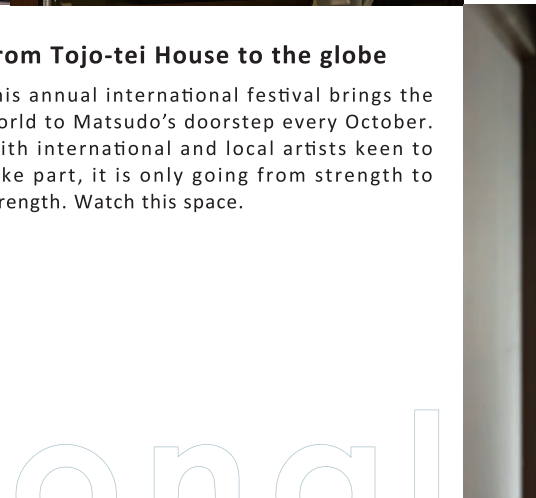 rom Tojo-tei House to the globe
his annual international festival brings the
orld to Matsudo’s doorstep every October.
ith international and local artists keen to
ke part, it is only going from strength to
rength. Watch this space.